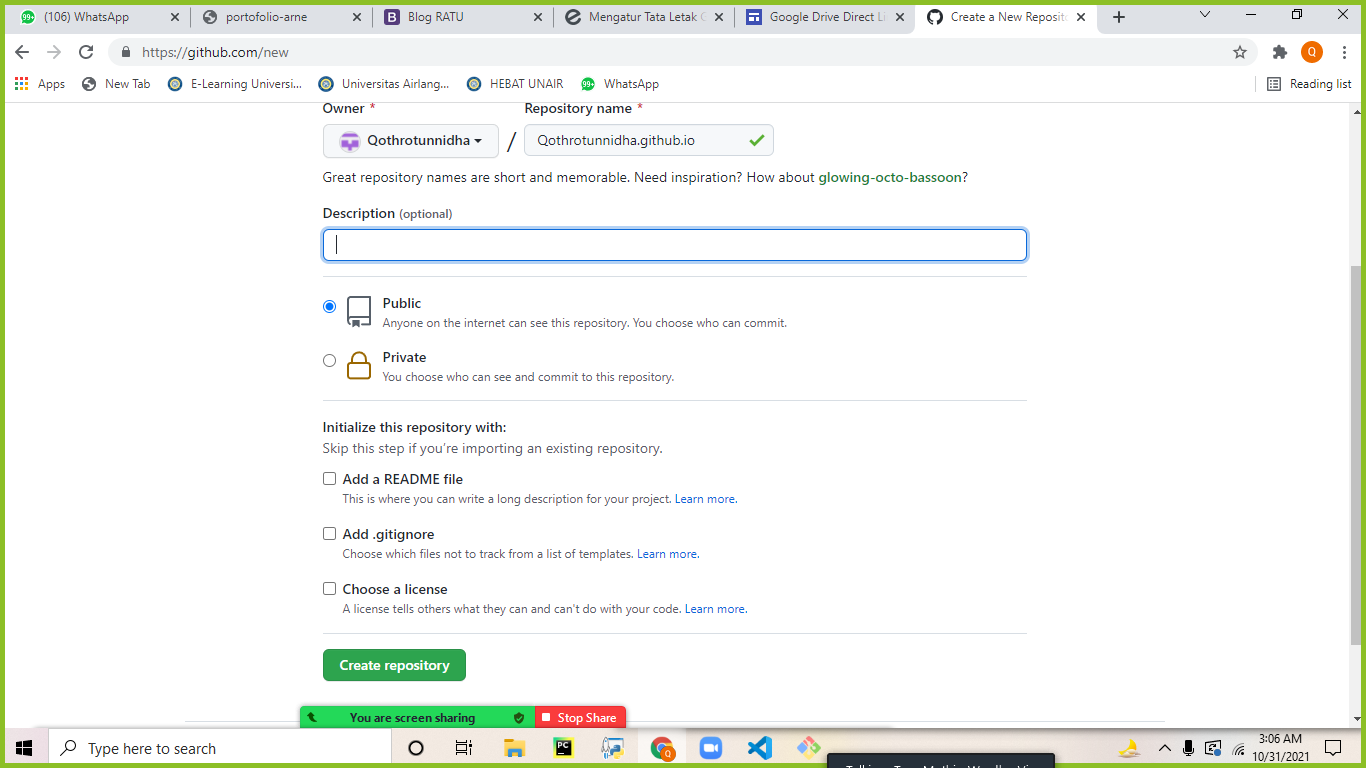 (106) WhatsApp
portofolio-arne
Blog RATU
Mengatur Tata Letak
Google Drive Direct Li
Create a New Reposit
https://github.com/new
Q
Apps
New Tab
E-Learning Universi...
Universitas Airlang...
HEBAT UNAIR
99+
WhatsApp
Reading list
Owner *
Repository name *
Qothrotunnidha
/
Qothrotunnidha.github.io
Great repository names are short and memorable. Need inspiration? How about glowing-octo-bassoon?
Description (optional)
Public
Anyone on the internet can see this repository. You choose who can commit.
Private
You choose who can see and commit to this repository.
Initialize this repository with:
Skip this step if you're importing an existing repository.
Add a README file
This is where you can write a long description for your project. Learn more.
Add .gitignore
Choose which files not to track from a list of templates. Learn more.
Choose a license
A license tells others what they can and can't do with your code. Learn more.
Create repository
You are screen sharing
Stop Share
Type here to search
PC
Q
3:06 AM
10/31/2021